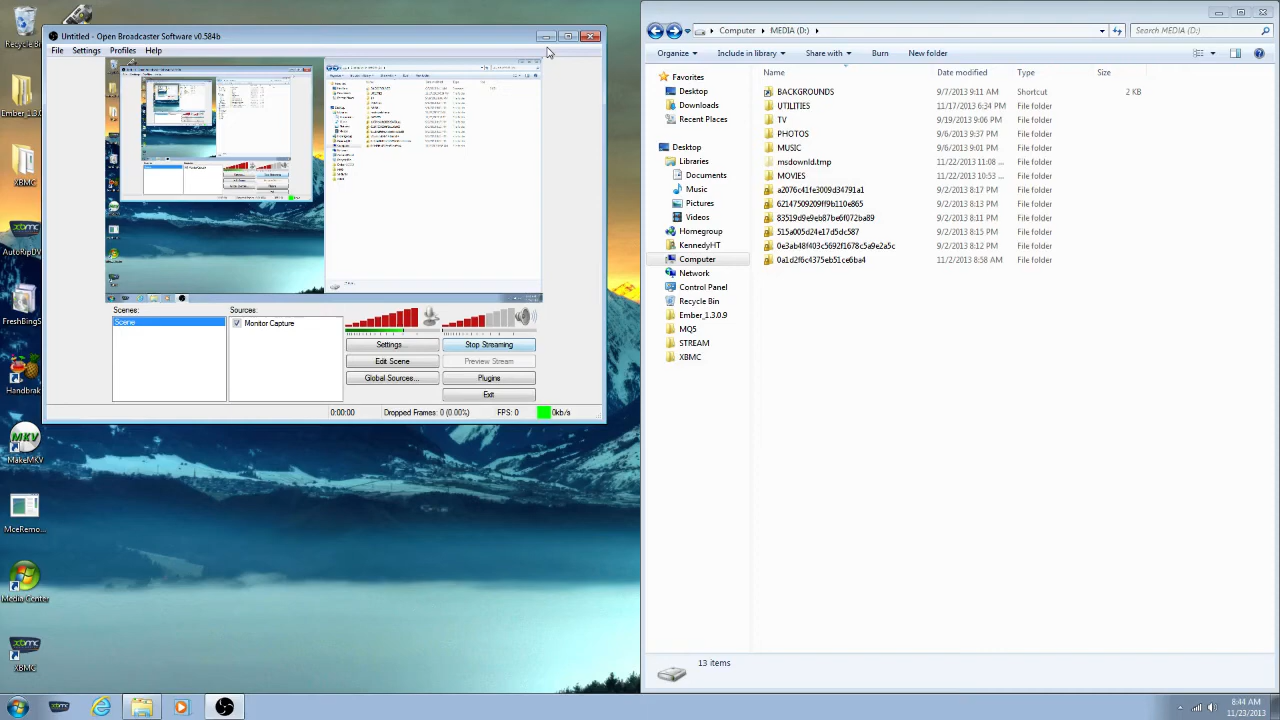 Recycle Bin
Ember_1.D...
XBMC
AutoRipDV...
FreshBingS...
Handbrak...
MakeMKV
MceRemo...
Media Center
XBMC
Untitled - Open Broadcaster Software v0.584b
File Settings Profiles Help
Scenes:
Scene
Sources:
Monitor Capture
Settings...
Stop Streaming
Edit Scene
Preview Stream
Global Sources...
Plugins
Exit
0:00:00
Dropped Frames: 0 (0.00%)
FPS: 0
0kb/s
Computer MEDIA (D:)
Search MEDIA (D:)
Organize Include in library Share with Burn New folder
Favorites
Desktop
Downloads
Recent Places
Desktop
Libraries
Documents
Music
Pictures
Videos
Homegroup
KennedyHT
Computer
Network
Control Panel
Recycle Bin
Ember_1.3.0.9
MQ5
STREAM
XBMC
Name Date modified Type Size
BACKGROUNDS 9/7/2013 9:11 AM Shortcut
UTILITIES 11/17/2013 6:34 PM File folder
TV 9/19/2013 9:06 PM File folder
PHOTOS 9/6/2013 9:37 PM File folder
MUSIC 9/6/2013 9:01 PM File folder
msdownld.tmp 11/22/2013 11:08 ... File folder
MOVIES 11/2/2013 10:53 ... File folder
a2076c41fe3009d34791a1 9/2/2013 8:17 PM File folder
9/2/2013 8:13 PM File folder
83519d9e9eb87be6f072ba89 9/2/2013 8:11 PM File folder
515a005d24e17d5dc587 9/2/2013 8:11 PM File folder
0e3ab48f403c5692f1678c5a9e2a5c 9/2/2013 8:12 PM File folder
0a1d2f6c4375eb51ce6ba4 11/2/2013 8:58 AM File folder
13 items
8:44 AM
11/23/2013